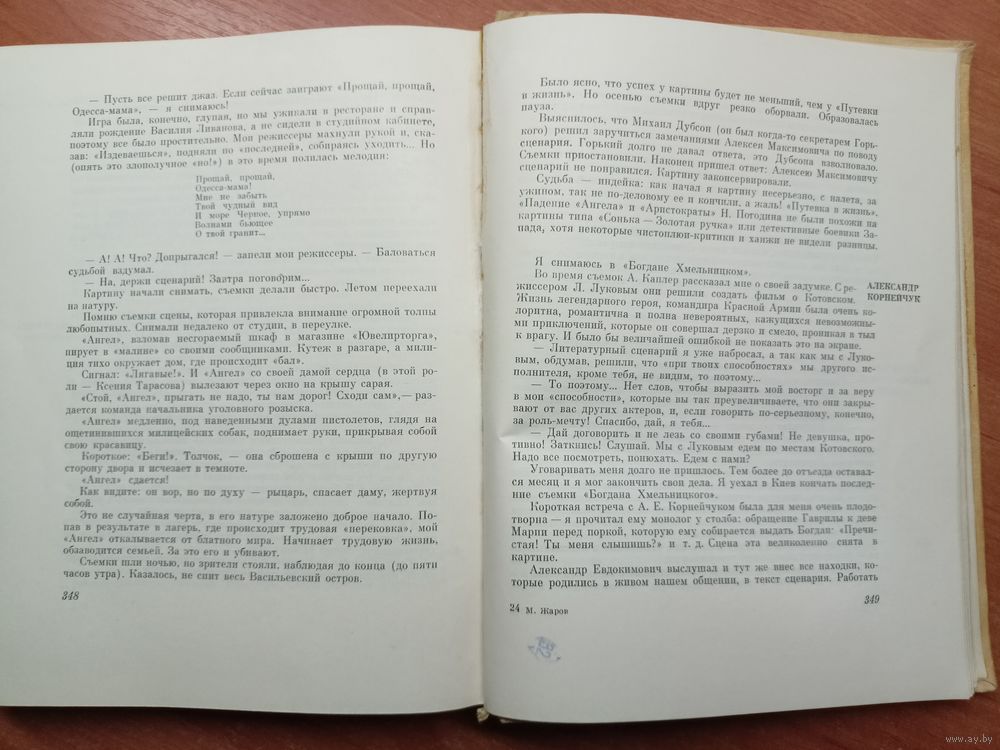 — Пусть все решит джаз. Если сейчас заиграют «Прощай, прощай,
Одесса-мама», — я снимаюсь!
Игра была, конечно, глупая, но мы ужинали в ресторане и справ-
ляли рождение Василия Ливанова, а не сидели в студийном кабинете,
поэтому все было простительно. Мои режиссеры махнули рукой и, ска-
зав: «Издеваешься», подняли по «последней», собираясь уходить... Но
(опять это злополучное «но!») в это время полилась мелодия:
Прощай, прощай,
Одесса-мама!
Мне не забыть
Твой чудный вид
И море Черное, упрямо
Волнами бьющее
О твой гранит...
— А! А! Что? Допрыгался! — запели мои режиссеры. — Баловаться
судьбой вздумал.
— На, держи сценарий! Завтра поговорим...
Картину начали снимать, съемки делали быстро. Летом переехали
на натуру.
Помню съемки сцены, которая привлекла внимание огромной толпы
любопытных. Снимали недалеко от студии, в переулке.
«Ангел», взломав несгораемый шкаф в магазине «Ювелирторга»,
пирует в «малине» со своими сообщниками. Кутеж в разгаре, а мили-
ция тихо окружает дом, где происходит «бал».
Сигнал: «Лягавые!». И «Ангел» со своей дамой сердца (в этой ро-
ли — Ксения Тарасова) вылезают через окно на крышу сарая.
«Стой, «Ангел», прыгать не надо, ты нам дорог! Сходи сам»,— раз-
дается команда начальника уголовного розыска.
«Ангел» медленно, под наведенными дулами пистолетов, глядя на
ощетинившихся милицейских собак, поднимает руки, прикрывая собой
свою красавицу.
Короткое: «Беги!». Толчок, — она сброшена с крыши по другую
сторону двора и исчезает в темноте.
«Ангел» сдается!
Как видите: он вор, но по духу — рыцарь, спасает даму, жертвуя
собой.
Это не случайная черта, в его натуре заложено доброе начало. По-
пав в результате в лагерь, где происходит трудовая «перековка», мой
«Ангел» откалывается от блатного мира. Начинает трудовую жизнь,
обзаводится семьей. За это его и убивают.
Съемки шли ночью, но зрители стояли, наблюдая до конца (до пяти
часов утра). Казалось, не спит весь Васильевский остров.
348
Было ясно, что успех у картины будет не меньший, чем у «Путевки
в жизнь». Но осенью съемки вдруг резко оборвали. Образовалась
пауза.
Выяснилось, что Михаил Дубсон (он был когда-то секретарем Горь-
кого) решил заручиться замечаниями Алексея Максимовича по поводу
сценария. Горький долго не давал ответа, это Дубсона взволновало.
Съемки приостановили. Наконец пришел ответ: Алексею Максимовичу
сценарий не понравился. Картину законсервировали.
Судьба — индейка: как начал я картину несерьезно, с налета, за
ужином, так не по-деловому ее и кончили, а жаль! «Путевка в жизнь»,
«Падение «Ангела» и «Аристократы» Н. Погодина не были похожи на
картины типа «Сонька — Золотая ручка» или детективные боевики За-
пада, хотя некоторые чистоплюи-критики и ханжи не видели разницы.
Я снимаюсь в «Богдане Хмельницком».
Во время съемок А. Каплер рассказал мне о своей задумке. С ре-
жиссером Л. Луковым они решили создать фильм о Котовском.
Жизнь легендарного героя, командира Красной Армии была очень ко-
лоритна, романтична и полна невероятных, кажущихся невозможны-
ми приключений, которые он совершал дерзко и смело, проникая в тыл
к врагу. И было бы величайшей ошибкой не показать это на экране.
— Литературный сценарий я уже набросал, а так как мы с Луко-
вым, обдумав, решили, что «при твоих способностях» мы другого ис-
полнителя, кроме тебя, не видим, то поэтому...
— То поэтому... Нет слов, чтобы выразить мой восторг и за веру
в мои «способности», которые вы так преувеличиваете, что они закры-
вают от вас других актеров, и, если говорить по-серьезному, конечно,
за роль-мечту! Спасибо, дай, я тебя...
— Дай договорить и не лезь со своими губами! Не девушка, про-
тивно! Заткнись! Слушай. Мы с Луковым едем по местам Котовского.
Надо все посмотреть, понюхать. Едем с нами?
Уговаривать меня долго не пришлось. Тем более до отъезда оставал-
ся месяц и я мог закончить свои дела. Я уехал в Киев кончать послед-
ние съемки «Богдана Хмельницкого».
Короткая встреча с А. Е. Корнейчуком была для меня очень плодо-
творна — я прочитал ему монолог у столба: обращение Гаврилы к деве
Марии перед поркой, которую ему собирается выдать Богдан: «Пречи-
стая! Ты меня слышишь?» и т. д. Сцена эта великолепно снята в
картине.
Александр Евдокимович выслушал и тут же внес все находки, ко-
торые родились в живом нашем общении, в текст сценария. Работать
АЛЕКСАНДР
КОРНЕЙЧУК
24 М. Жаров
349
www.ay.by